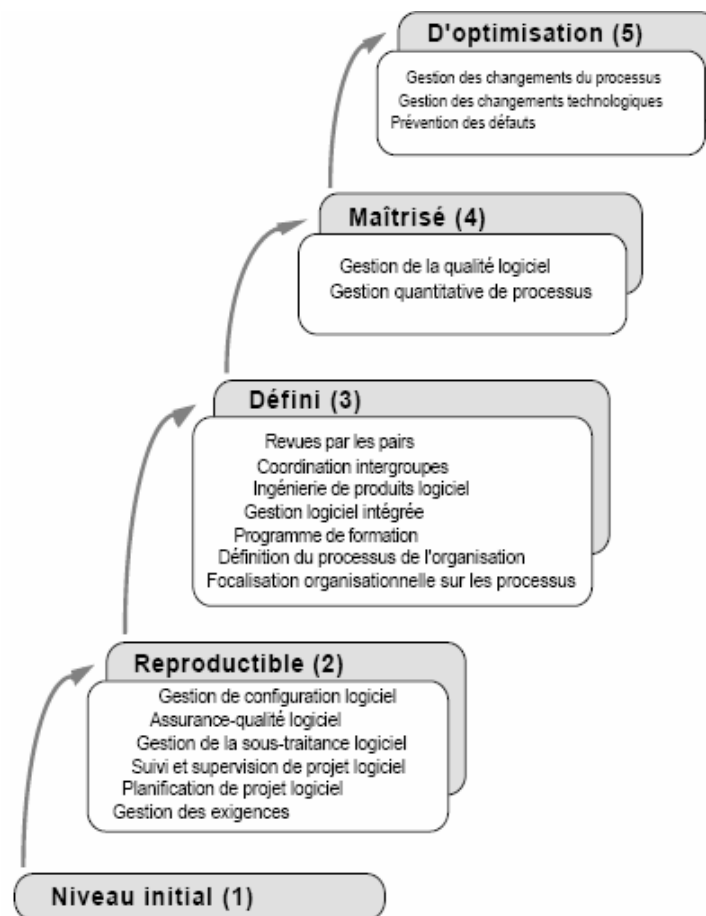 D'optimisation (5)
Gestion des changements du processus
Gestion des changements technologiques
Prévention des défauts
Maîtrisé (4)
Gestion de la qualité logiciel
Gestion quantitative de processus
Défini (3)
Revues par les pairs
Coordination intergroupes
Ingénierie de produits logiciel
Gestion logiciel intégrée
Programme de formation
Définition du processus de l'organisation
Focalisation organisationnelle sur les processus
Reproductible (2)
Gestion de configuration logiciel
Assurance-qualité logiciel
Gestion de la sous-traitance logiciel
Suivi et supervision de projet logiciel
Planification de projet logiciel
Gestion des exigences
Niveau initial (1)